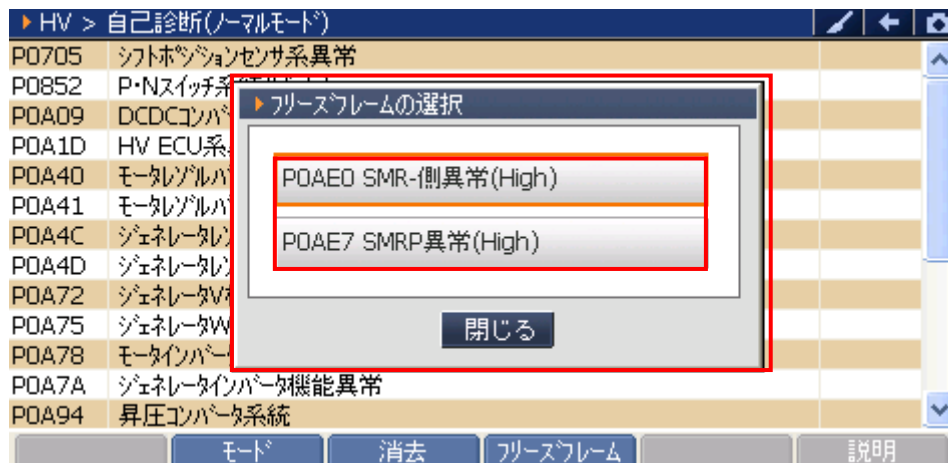 HV > 自己診断(ﾉｰﾏﾙﾓｰﾄﾞ)
P0705 ｼﾌﾄﾎﾟｼﾞｼｮﾝｾﾝｻ系異常
P0852 P･Nｽｲｯﾁ系
P0A09 DCDCｺﾝﾊﾞ
P0A1D HV ECU系
P0A40 ﾓｰﾀﾚｿﾞﾙﾊﾞ
P0A41 ﾓｰﾀﾚｿﾞﾙﾊﾞ
P0A4C ｼﾞｪﾈﾚｰﾀﾚｿﾞ
P0A4D ｼﾞｪﾈﾚｰﾀﾚｿﾞ
P0A72 ｼﾞｪﾈﾚｰﾀV
P0A75 ｼﾞｪﾈﾚｰﾀW
P0A78 ﾓｰﾀｲﾝﾊﾞｰﾀ
P0A7A ｼﾞｪﾈﾚｰﾀｲﾝﾊﾞｰﾀ機能異常
P0A94 昇圧ｺﾝﾊﾞｰﾀ系統
ﾌﾘｰｽﾞﾌﾚｰﾑの選択
P0AE0 SMR-側異常(High)
P0AE7 SMRP異常(High)
閉じる
ﾓｰﾄﾞ 消去 ﾌﾘｰｽﾞﾌﾚｰﾑ 説明